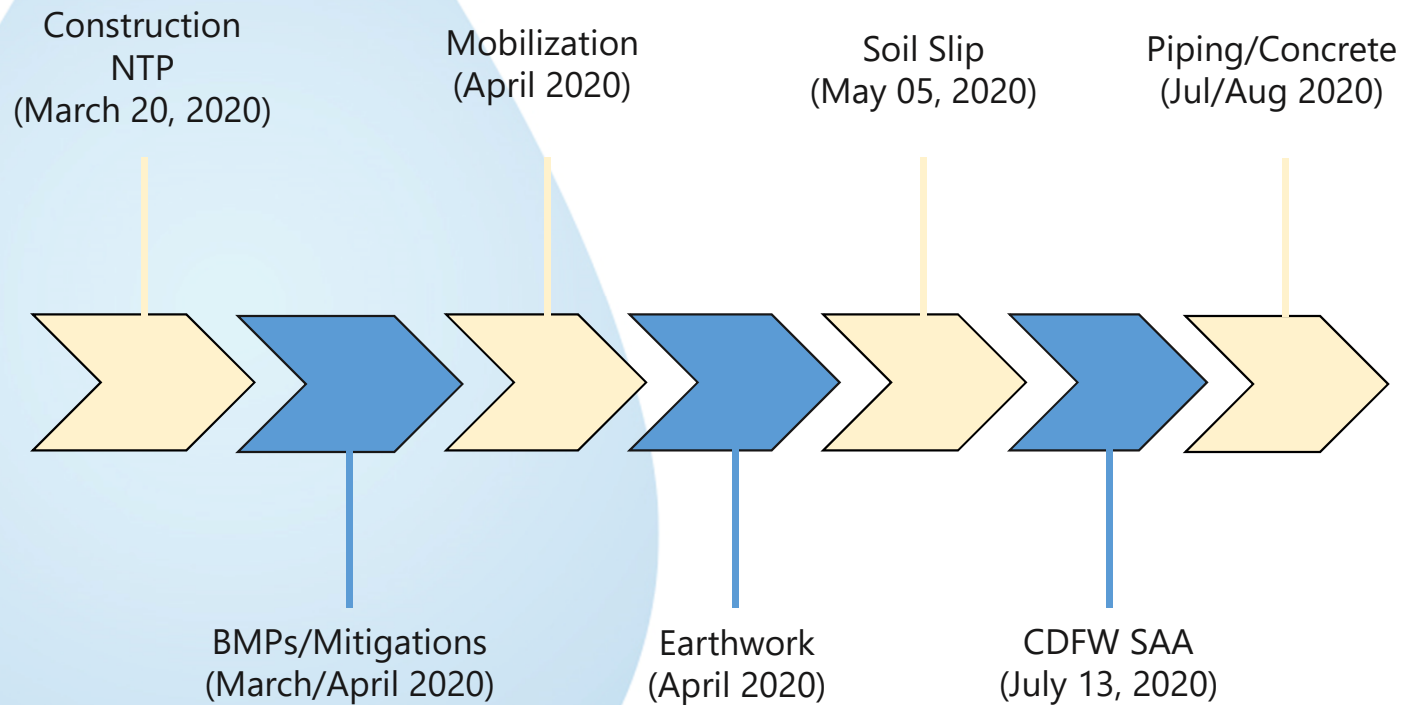 Construction
NTP
(March 20, 2020)
Mobilization
(April 2020)
Soil Slip
(May 05, 2020)
Piping/Concrete
(Jul/Aug 2020)
BMPs/Mitigations
(March/April 2020)
Earthwork
(April 2020)
CDFW SAA
(July 13, 2020)